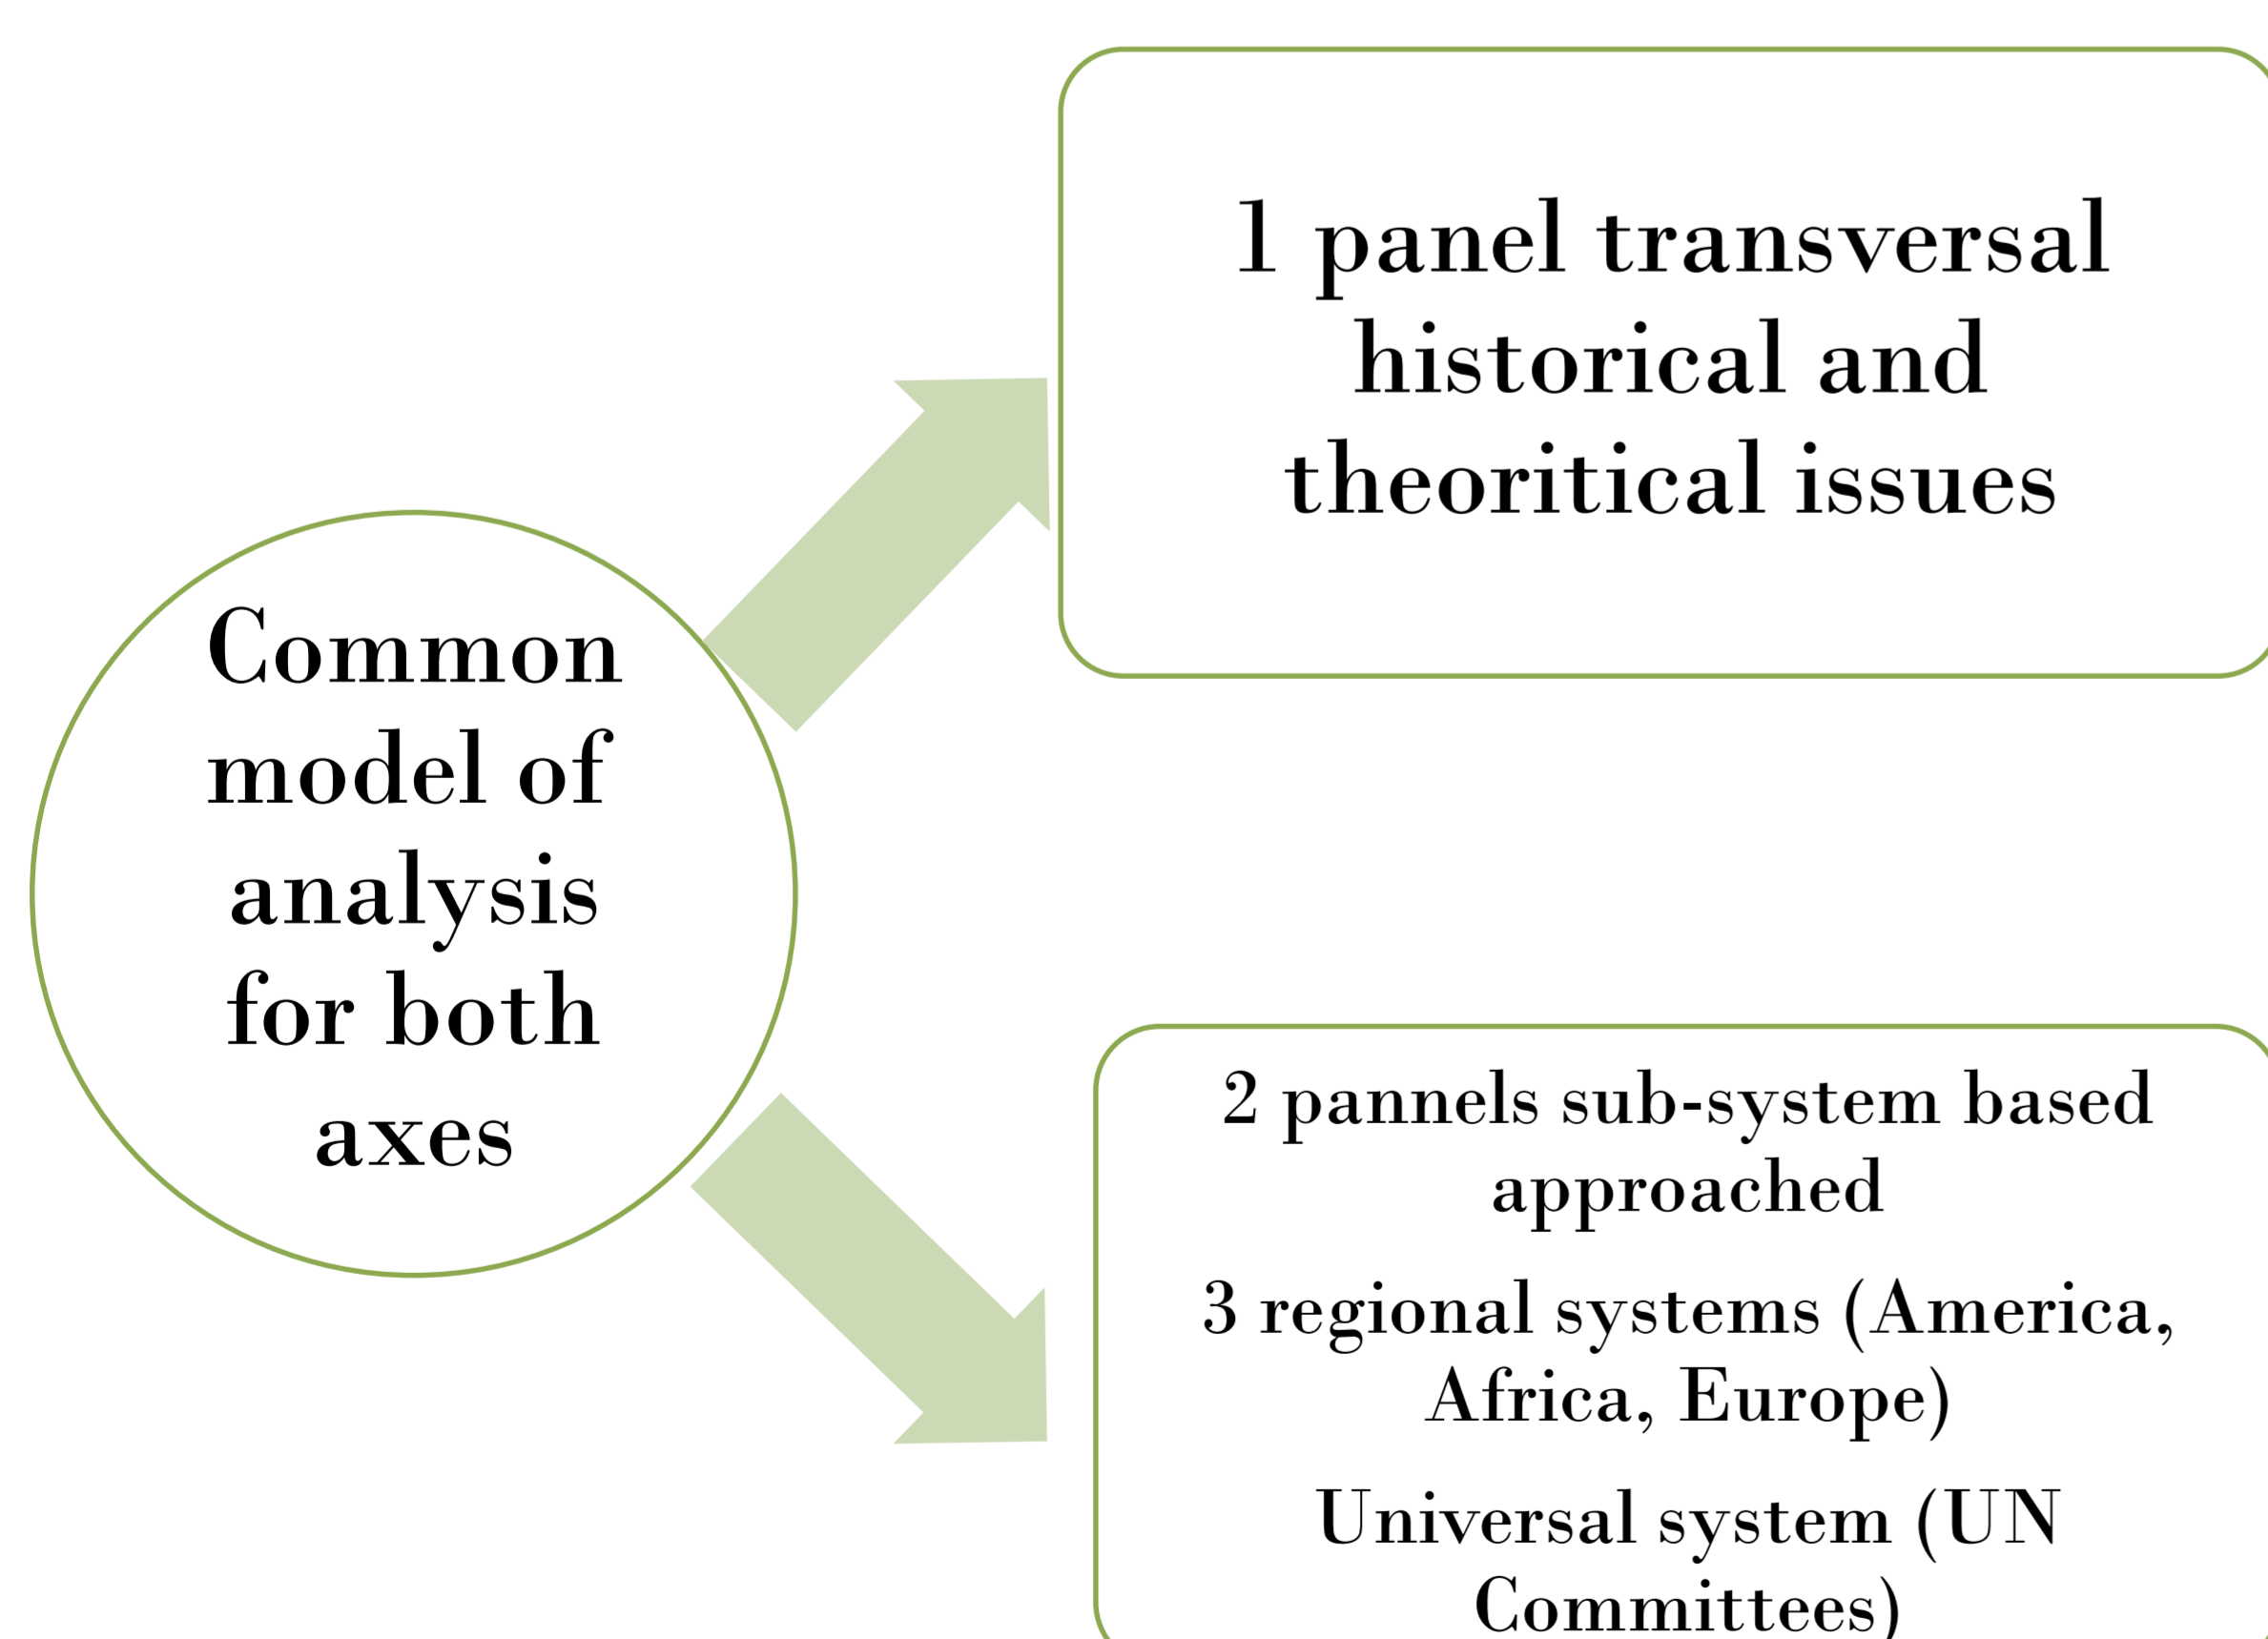 Common
model of
analysis
for both
axes
1 panel transversal
historical and
theoritical issues
2 pannels sub-system based
approached
3 regional systems (America,
Africa, Europe)
Universal system (UN
Committees)